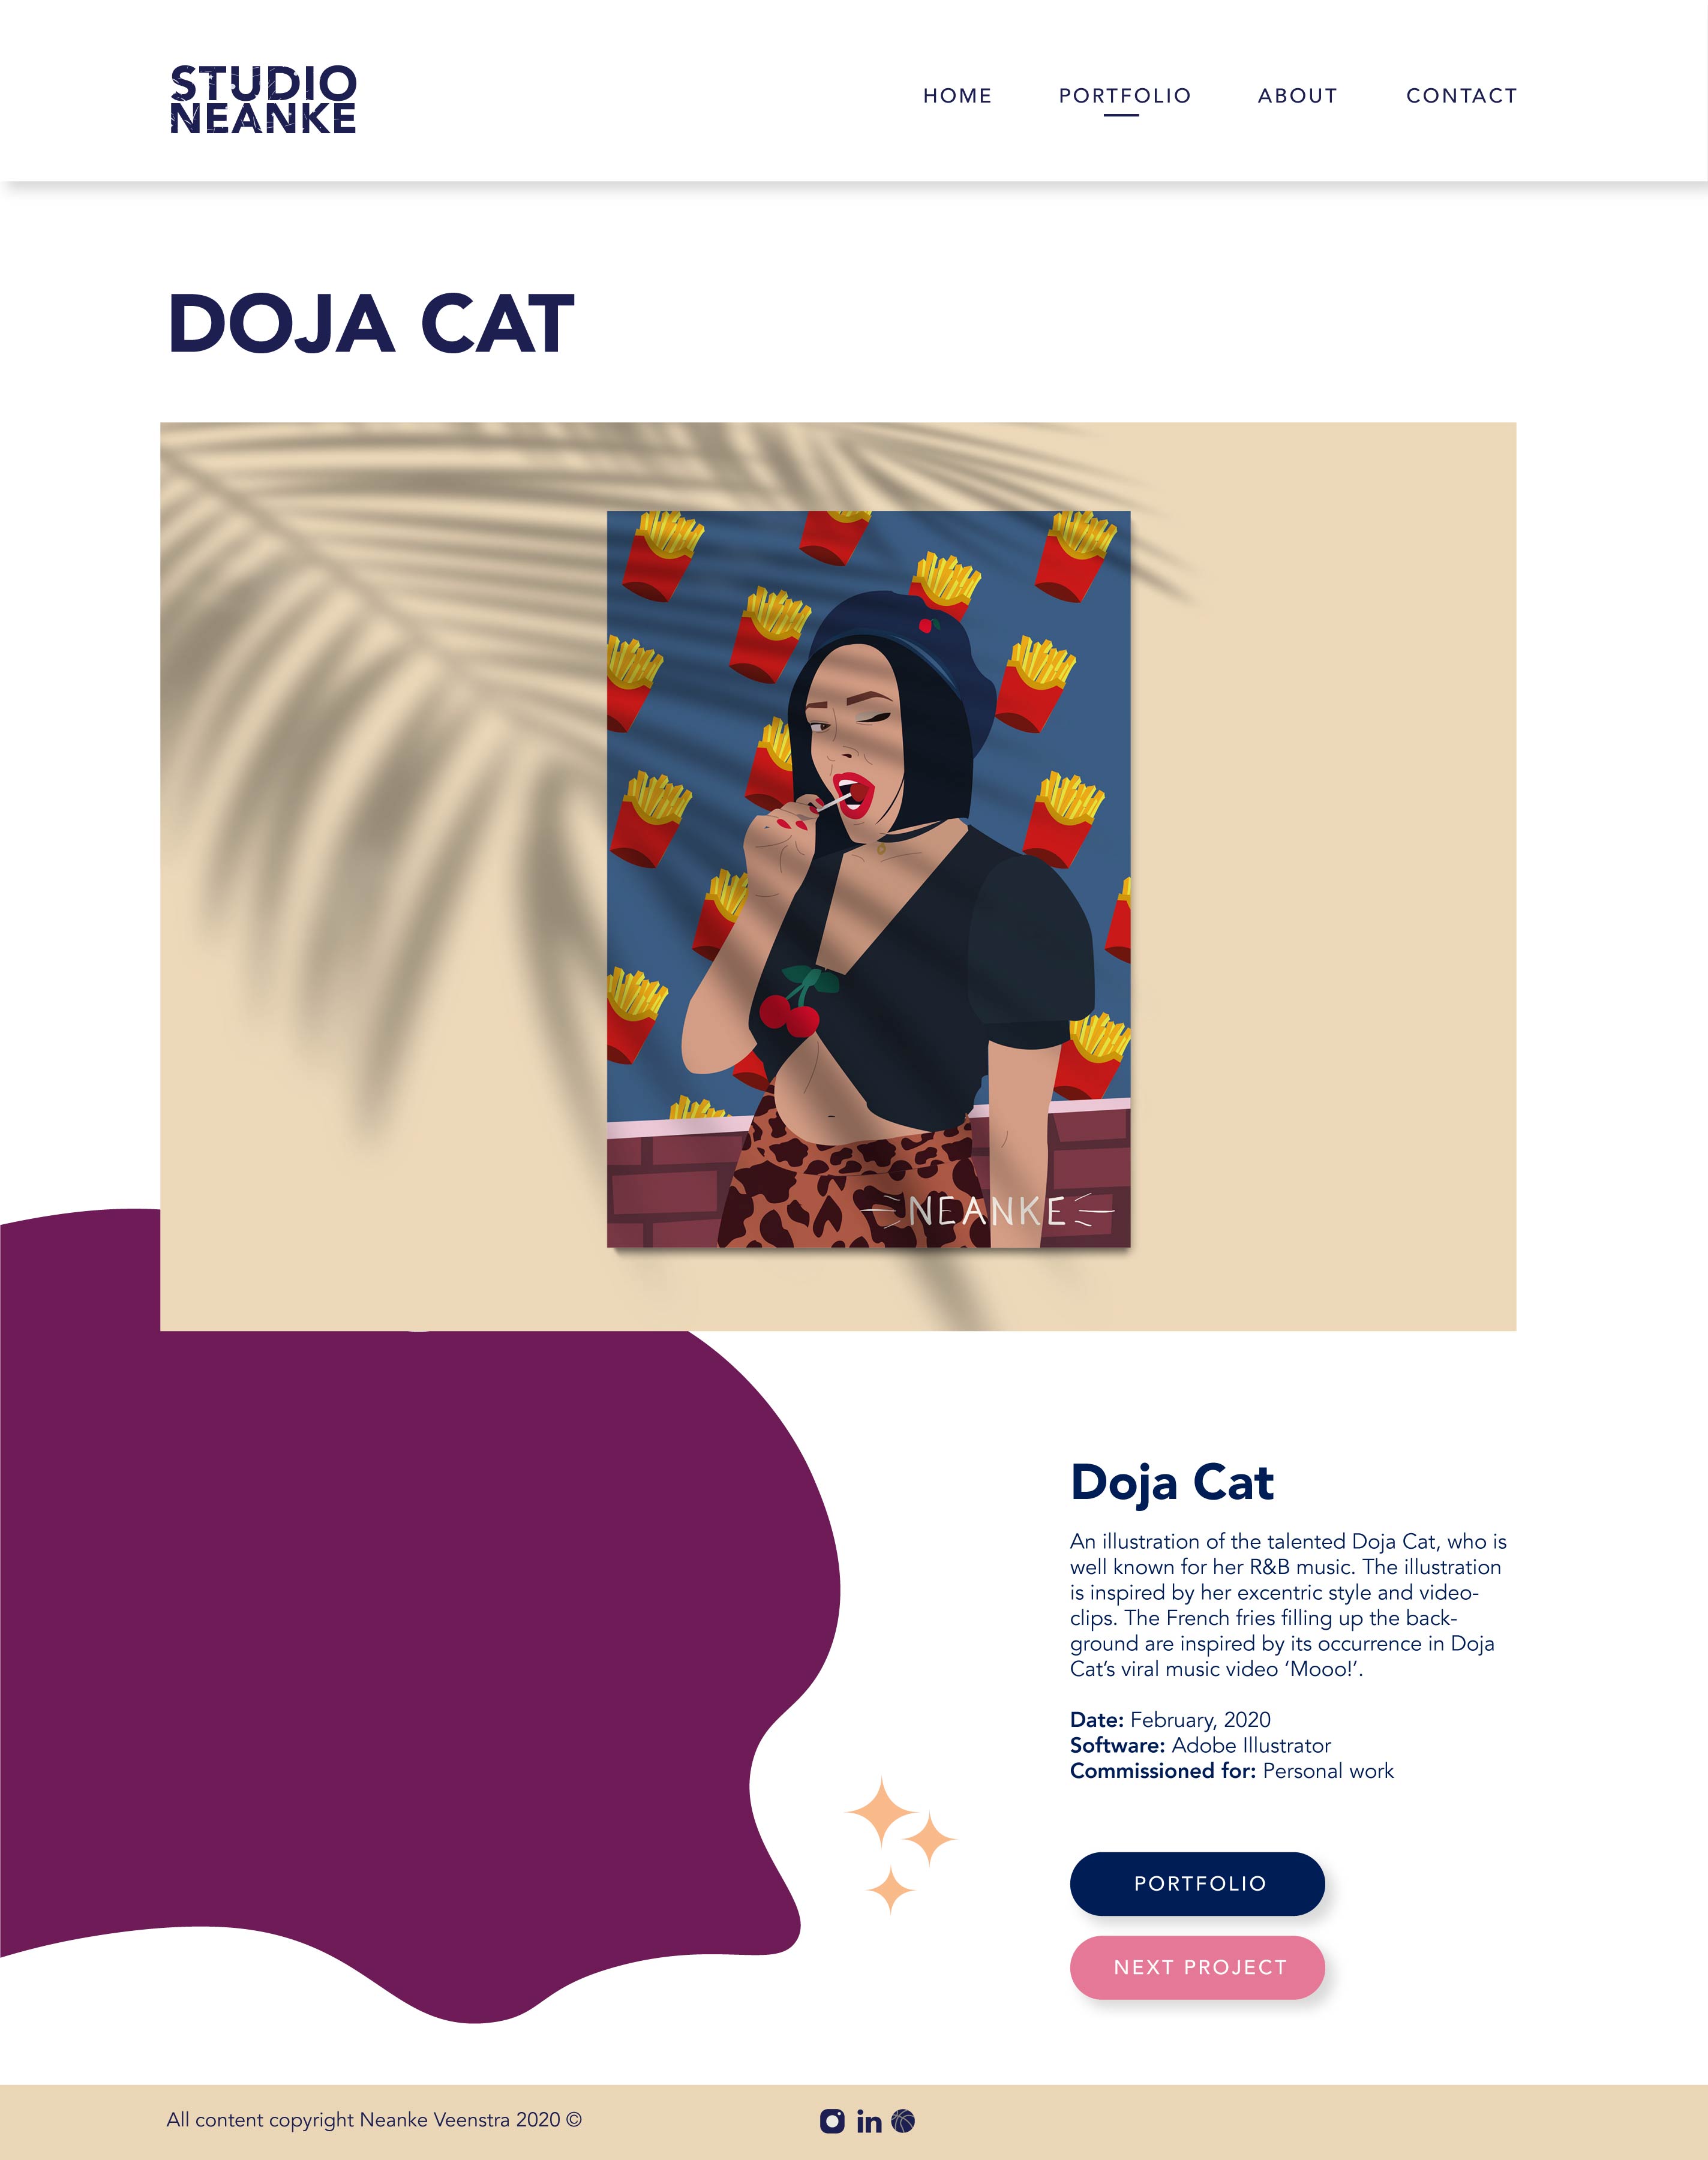 STUDIO
NEANKE
HOME PORTFOLIO ABOUT CONTACT
DOJA CAT
NEANKE
Doja Cat
An illustration of the talented Doja Cat, who is
well known for her R&B music. The illustration
is inspired by her excentric style and video-
clips. The French fries filling up the back-
ground are inspired by its occurrence in Doja
Cat's viral music video ‘Mooo!’.
Date: February, 2020
Software: Adobe Illustrator
Commissioned for: Personal work
PORTFOLIO
NEXT PROJECT
All content copyright Neanke Veenstra 2020 ©
in